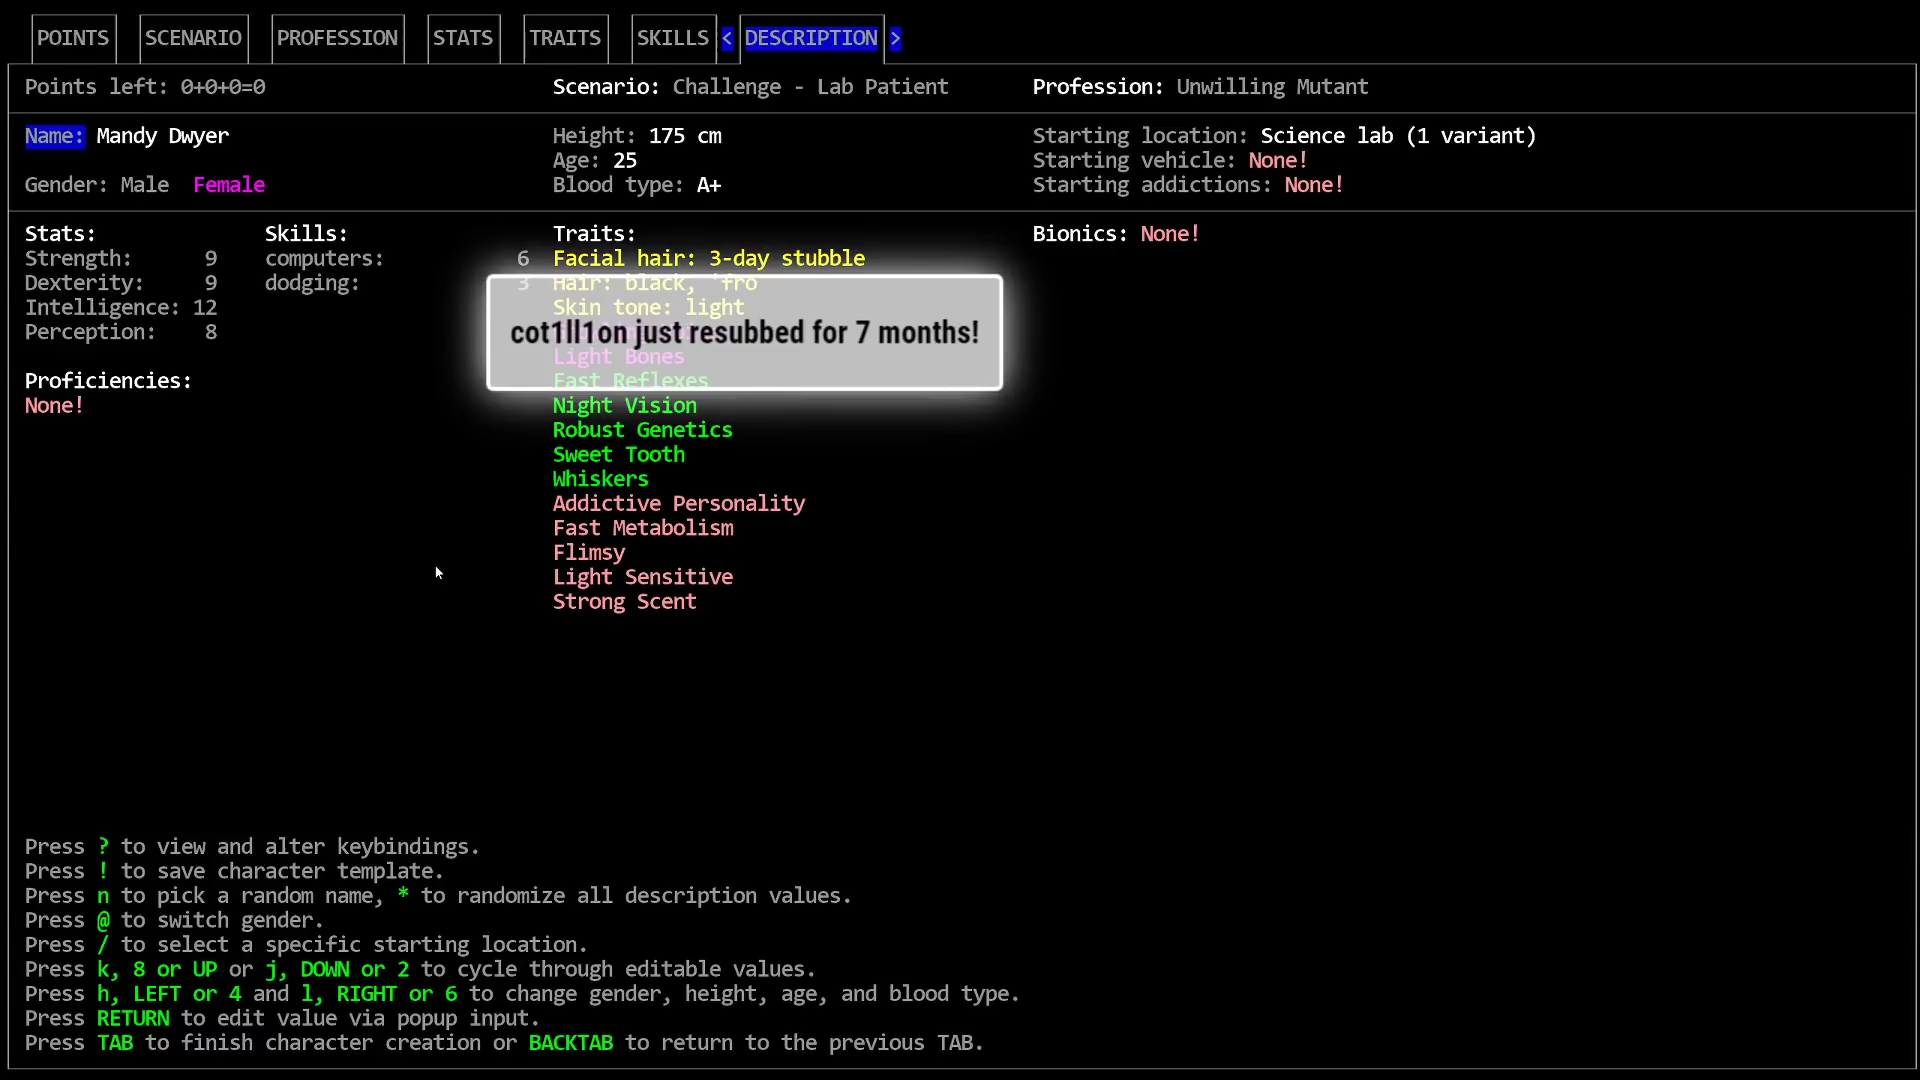 POINTS SCENARIO PROFESSION STATS TRAITS SKILLS < DESCRIPTION >
Points left: 0+0+0=0 Scenario: Challenge - Lab Patient Profession: Unwilling Mutant
Name: Mandy Dwyer Height: 175 cm Starting location: Science lab (1 variant)
Age: 25 Starting vehicle: None!
Gender: Male Female Blood type: A+ Starting addictions: None!
Stats: Skills: Traits: Bionics: None!
Strength: 9 computers: 6 Facial hair: 3-day stubble
Dexterity: 9 dodging: 3 Hair: black, 'fro
Intelligence: 12 Skin tone: light
Perception: 8 cot1ll1on just resubbed for 7 months!
Light Bones
Proficiencies: Fast Reflexes
None! Night Vision
Robust Genetics
Sweet Tooth
Whiskers
Addictive Personality
Fast Metabolism
Flimsy
Light Sensitive
Strong Scent
Press ? to view and alter keybindings.
Press ! to save character template.
Press n to pick a random name, * to randomize all description values.
Press @ to switch gender.
Press / to select a specific starting location.
Press k, 8 or UP or j, DOWN or 2 to cycle through editable values.
Press h, LEFT or 4 and l, RIGHT or 6 to change gender, height, age, and blood type.
Press RETURN to edit value via popup input.
Press TAB to finish character creation or BACKTAB to return to the previous TAB.